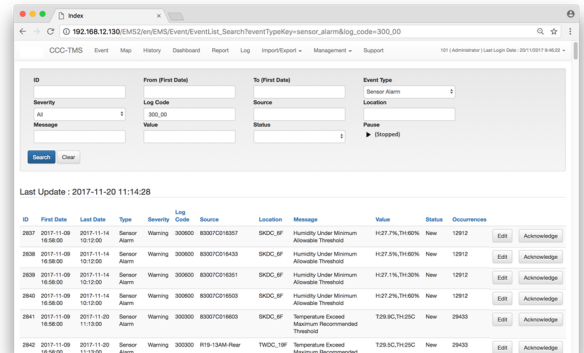 Index
192.168.12.130/EMS2/en/EMS/Event/EventList_Search?eventTypeKey=sensor_alarm&log_code=300_00
CCC-TMS Event Map History Dashboard Report Log Import/Export Management Support 101 | Administrator | Last Login Date : 20/11/2017 9:45:22
ID From (First Date) To (First Date) Event Type
Sensor Alarm
Severity Log Code Source Location
All 300_00
Message Value Status Pause
(Stopped)
Search Clear
Last Update : 2017-11-20 11:14:28
ID First Date Last Date Type Severity Log Code Source Location Message Value Status Occurrences
2837 2017-11-09 16:58:00 2017-11-14 10:12:00 Sensor Alarm Warning 300600 83007C016357 SKDC_6F Humidity Under Minimum Allowable Threshold H:27.7%,TH:60% New 12912 Edit Acknowledge
2838 2017-11-09 16:58:00 2017-11-14 10:12:00 Sensor Alarm Warning 300600 83007C016433 SKDC_6F Humidity Under Minimum Allowable Threshold H:27.5%,TH:60% New 12912 Edit Acknowledge
2839 2017-11-09 16:58:00 2017-11-14 10:12:00 Sensor Alarm Warning 300600 83007C016351 SKDC_6F Humidity Under Minimum Allowable Threshold H:27.1%,TH:30% New 12912 Edit Acknowledge
2840 2017-11-09 16:58:00 2017-11-14 10:12:00 Sensor Alarm Warning 300600 83007C016503 SKDC_6F Humidity Under Minimum Allowable Threshold H:27.2%,TH:60% New 12912 Edit Acknowledge
2841 2017-11-09 16:58:00 2017-11-20 11:13:00 Sensor Alarm Warning 300300 83007C016603 SKDC_6F Temperature Exceed Maximum Recommended Threshold T:29.9C,TH:25C New 29433 Edit Acknowledge
2842 2017-11-09 16:58:00 2017-11-20 11:13:00 Sensor Alarm Warning 300300 R19-13AM-Rear TWDC_19F Temperature Exceed Maximum Recommended T:29.5C,TH:25C New 29433 Edit Acknowledge